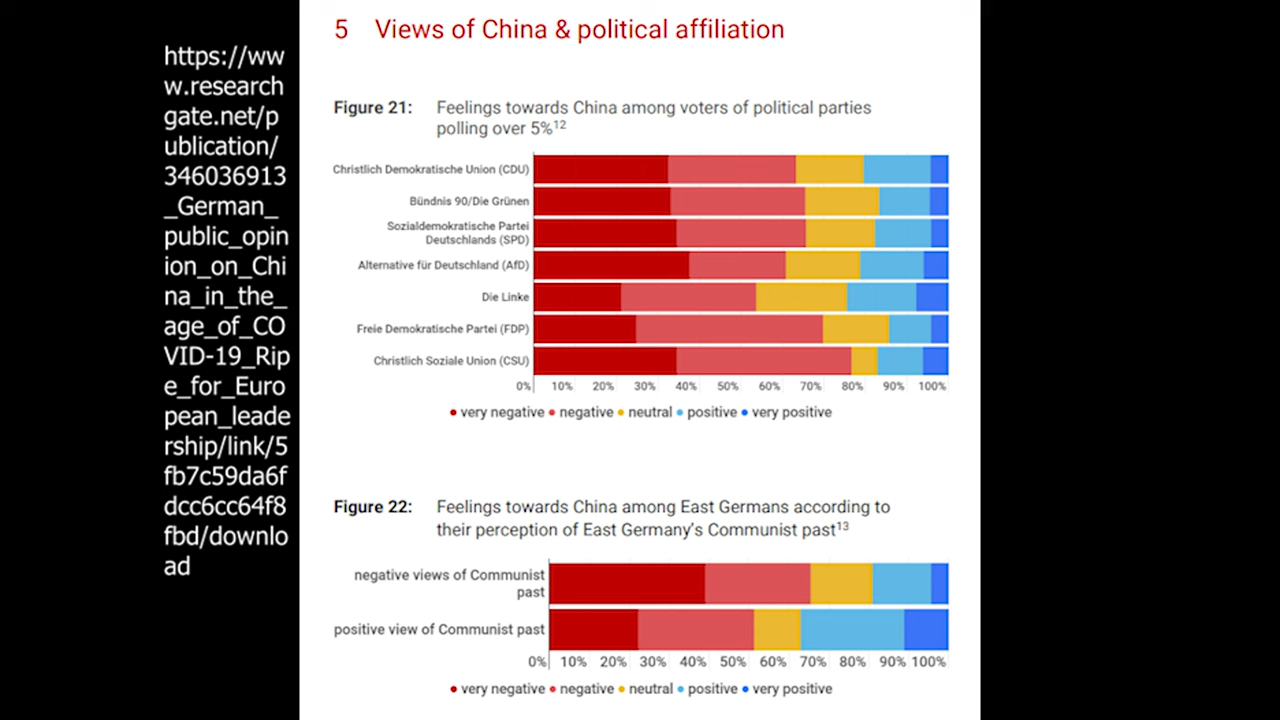 https://ww
w.research
gate.net/p
ublication/
346036913
_German_
public_opin
ion_on_Chi
na_in_the_
age_of_CO
VID-19_Rip
e_for_Euro
pean_leade
rship/link/5
fb7c59da6f
dcc6cc64f8
fbd/downlo
ad
5 Views of China & political affiliation
Figure 21: Feelings towards China among voters of political parties
polling over 5%12
Christlich Demokratische Union (CDU)
Bündnis 90/Die Grünen
Sozialdemokratische Partei
Deutschlands (SPD)
Alternative für Deutschland (AfD)
Die Linke
Freie Demokratische Partei (FDP)
Christlich Soziale Union (CSU)
0% 10% 20% 30% 40% 50% 60% 70% 80% 90% 100%
• very negative • negative • neutral • positive • very positive
Figure 22: Feelings towards China among East Germans according to
their perception of East Germany's Communist past13
negative views of Communist
past
positive view of Communist past
0% 10% 20% 30% 40% 50% 60% 70% 80% 90% 100%
• very negative • negative • neutral • positive • very positive